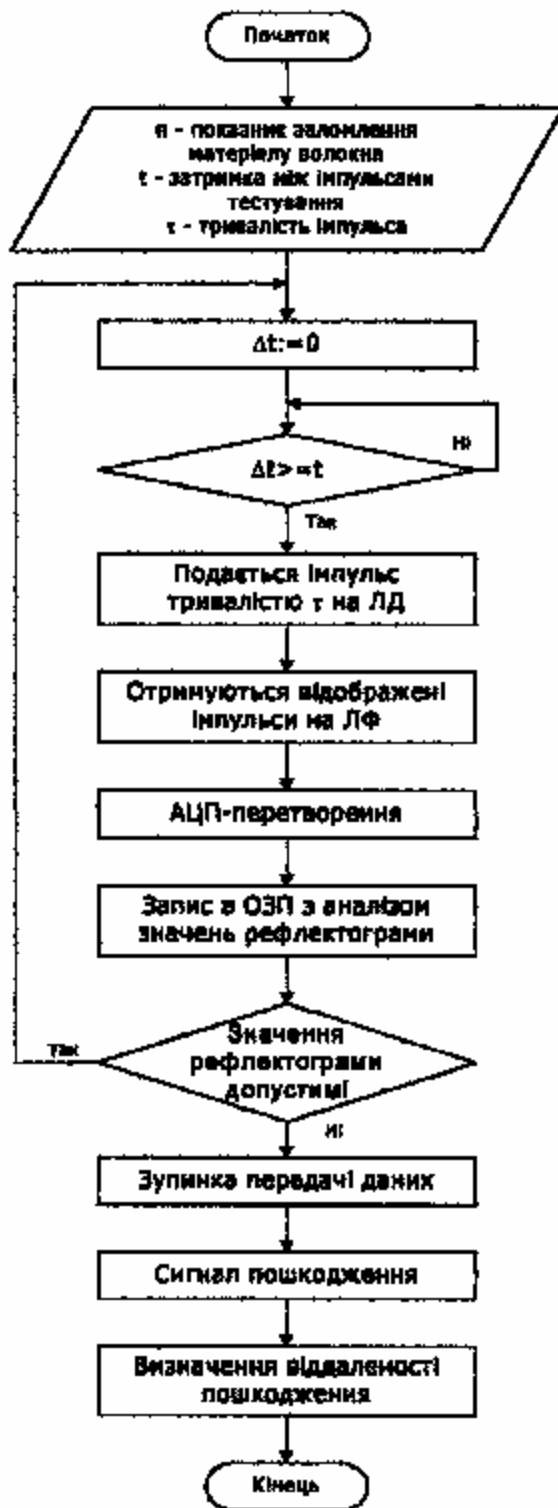 Початок
n - показник заломлення
матеріалу волокна
t - затримка між імпульсами
тестування
τ - тривалість імпульса
Δt:=0
Δt>=t
Ні
Так
Подається імпульс
тривалістю τ на ЛД
Отримуються відображені
імпульси на ЛФ
АЦП-перетворення
Запис в ОЗП з аналізом
значень рефлектограми
Значення
рефлектограми
допустимі
Так
Ні
Зупинка передачі даних
Сигнал пошкодження
Визначення віддаленості
пошкодження
Кінець